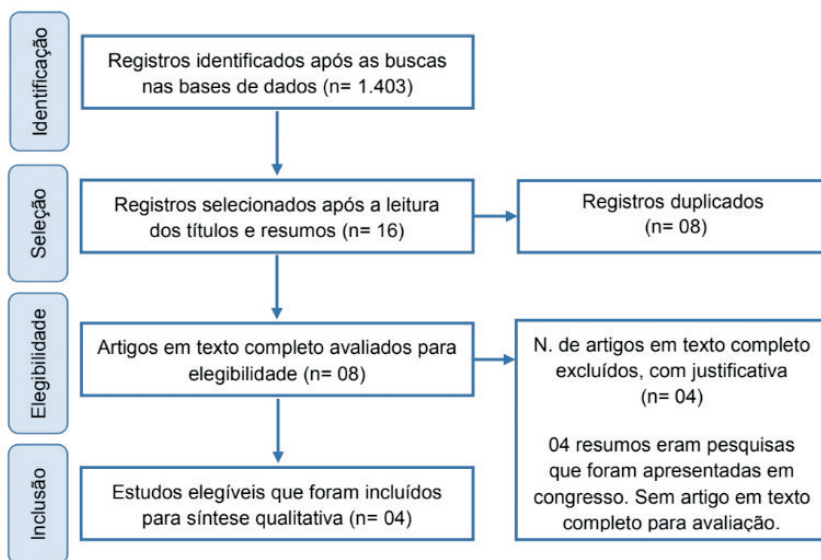 Identificação
Registros identificados após as buscas
nas bases de dados (n= 1.403)
Seleção
Registros selecionados após a leitura
dos títulos e resumos (n= 16)
Registros duplicados
(n= 08)
Elegibilidade
Artigos em texto completo avaliados para
elegibilidade (n= 08)
N. de artigos em texto completo
excluídos, com justificativa
(n= 04)
04 resumos eram pesquisas
que foram apresentadas em
congresso. Sem artigo em texto
completo para avaliação.
Inclusão
Estudos elegíveis que foram incluídos
para síntese qualitativa (n= 04)